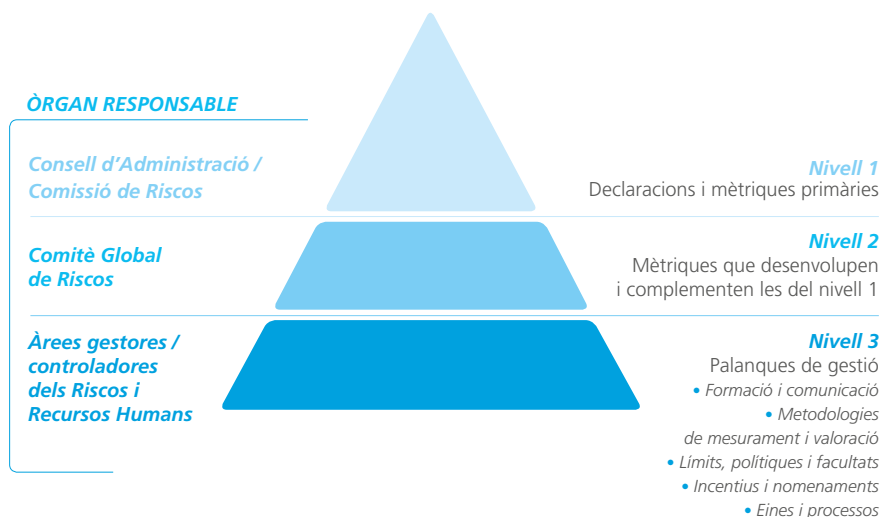 ÒRGAN RESPONSABLE
Consell d'Administració /
Comissió de Riscos
Nivell 1
Declaracions i mètriques primàries
Comitè Global
de Riscos
Nivell 2
Mètriques que desenvolupen
i complementen les del nivell 1
Àrees gestores /
controladores
dels Riscos i
Recursos Humans
Nivell 3
Palanques de gestió
• Formació i comunicació
• Metodologies
de mesurament i valoració
• Límits, polítiques i facultats
• Incentius i nomenaments
• Eines i processos